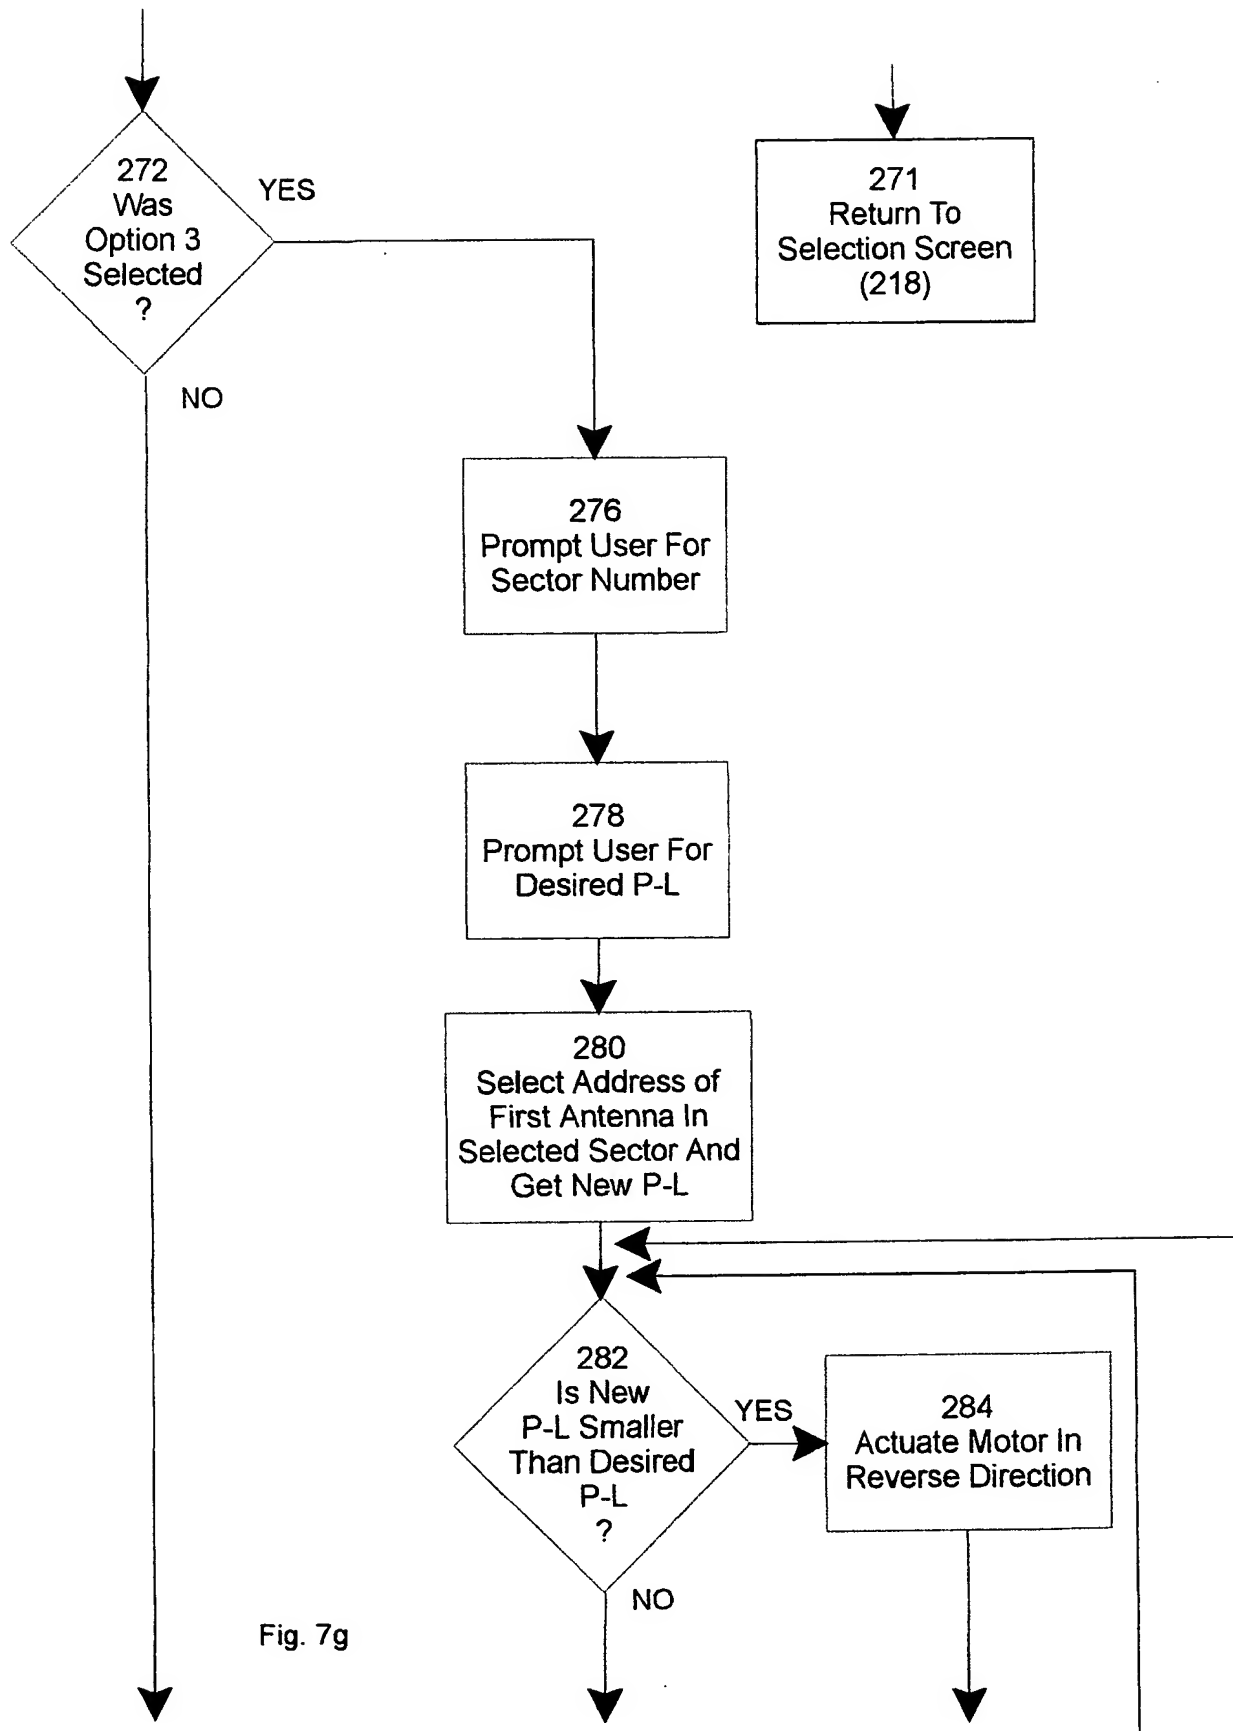 272
Was
Option 3
Selected
?
YES
NO
271
Return To
Selection Screen
(218)
276
Prompt User For
Sector Number
278
Prompt User For
Desired P-L
280
Select Address of
First Antenna In
Selected Sector And
Get New P-L
282
Is New
P-L Smaller
Than Desired
P-L
?
YES
NO
284
Actuate Motor In
Reverse Direction
Fig. 7g